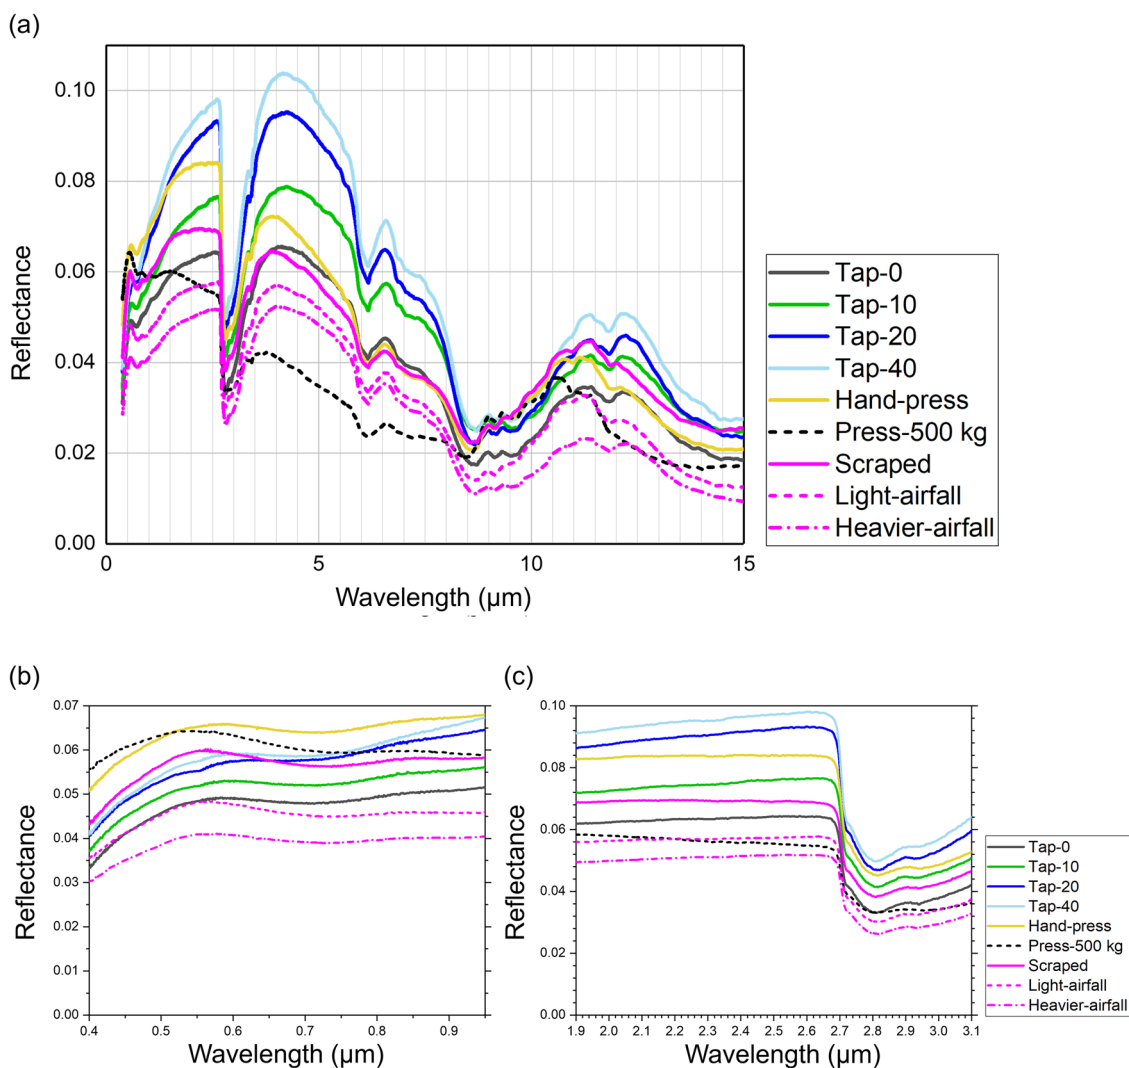 (a)
0.10
0.08
0.06
0.04
0.02
0.00
Reflectance
0 5 10 15
Wavelength (μm)
Tap-0
Tap-10
Tap-20
Tap-40
Hand-press
Press-500 kg
Scraped
Light-airfall
Heavier-airfall
(b)
0.07
0.06
0.05
0.04
0.03
0.02
0.01
0.00
Reflectance
0.4 0.5 0.6 0.7 0.8 0.9
Wavelength (μm)
(c)
0.10
0.08
0.06
0.04
0.02
0.00
Reflectance
1.9 2.0 2.1 2.2 2.3 2.4 2.5 2.6 2.7 2.8 2.9 3.0 3.1
Wavelength (μm)
Tap-0
Tap-10
Tap-20
Tap-40
Hand-press
Press-500 kg
Scraped
Light-airfall
Heavier-airfall